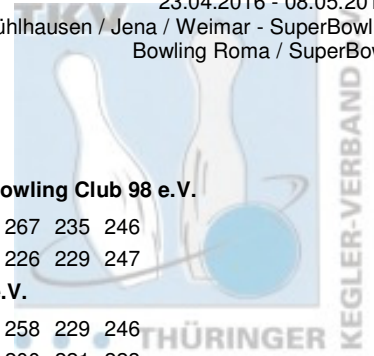 23.04.2016 - 08.05.201
ühlhausen / Jena / Weimar - SuperBowl
Bowling Roma / SuperBow
TKV
owling Club 98 e.V.
267 235 246
226 229 247
e.V.
258 229 246
THÜRINGER
KEGLER-VERBAND